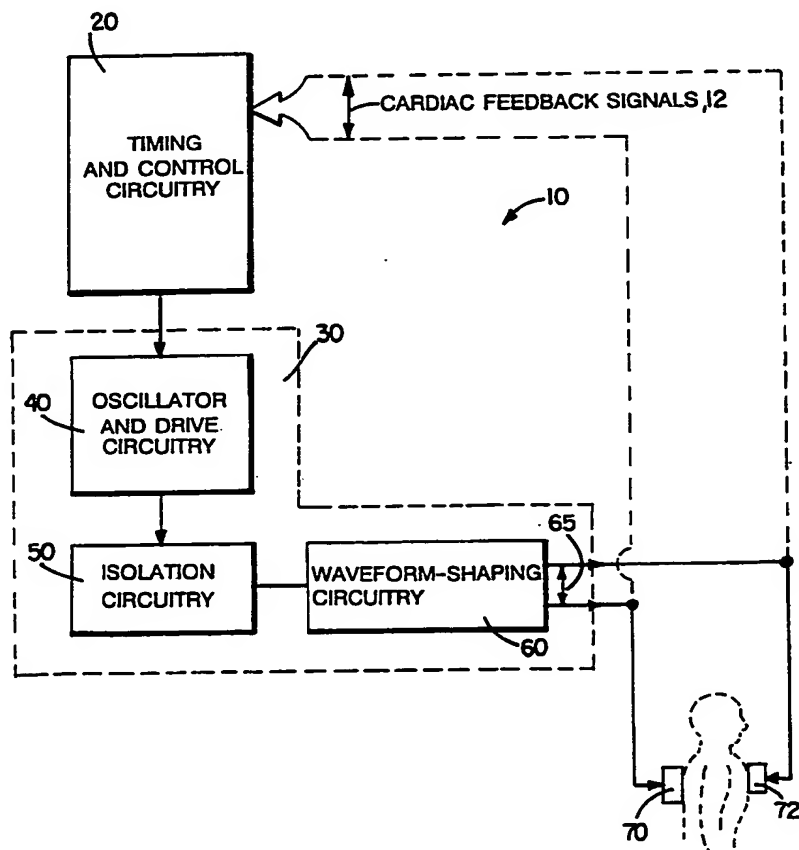 20
TIMING
AND CONTROL
CIRCUITRY
CARDIAC FEEDBACK SIGNALS,12
10
30
40
OSCILLATOR
AND DRIVE
CIRCUITRY
50
ISOLATION
CIRCUITRY
WAVEFORM-SHAPING
CIRCUITRY
60
65
70
72